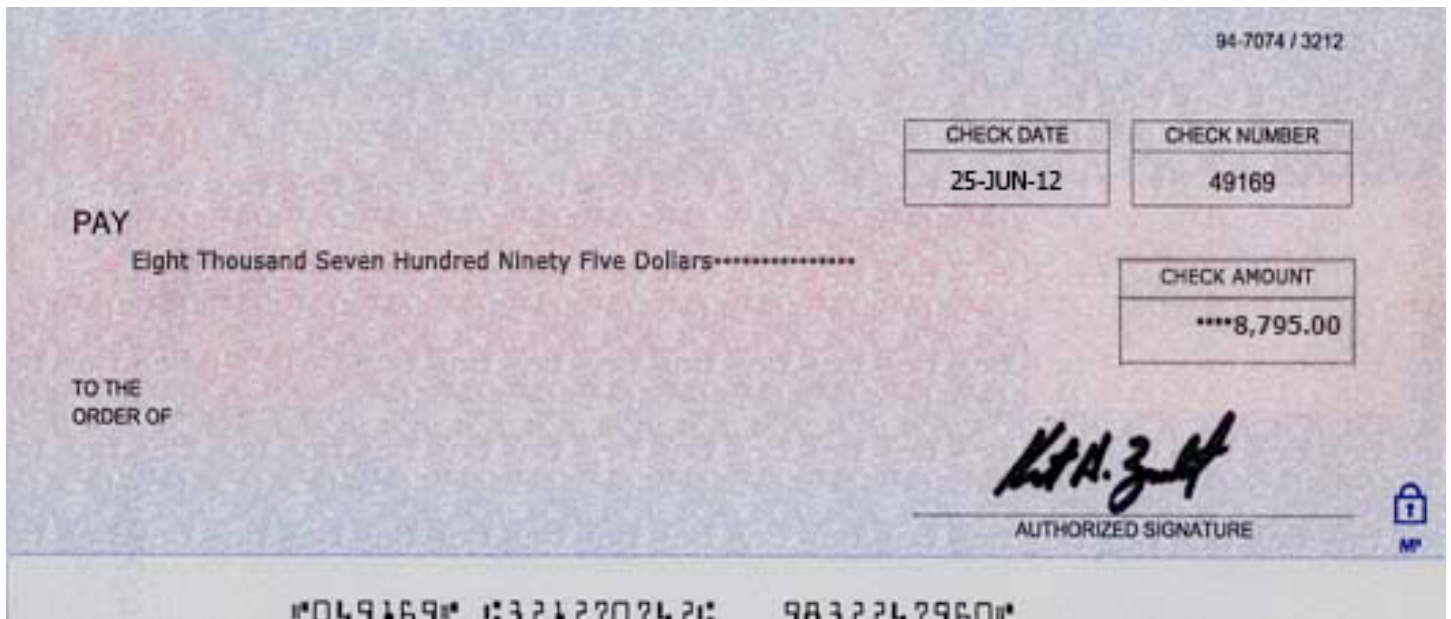 94-7074 / 3212
CHECK DATE
CHECK NUMBER
25-JUN-12
49169
PAY
Eight Thousand Seven Hundred Ninety Five Dollars***************
CHECK AMOUNT
****8,795.00
TO THE
ORDER OF
AUTHORIZED SIGNATURE
MP
⑈049169⑈ ⑆321270742⑆ 9832247960⑈